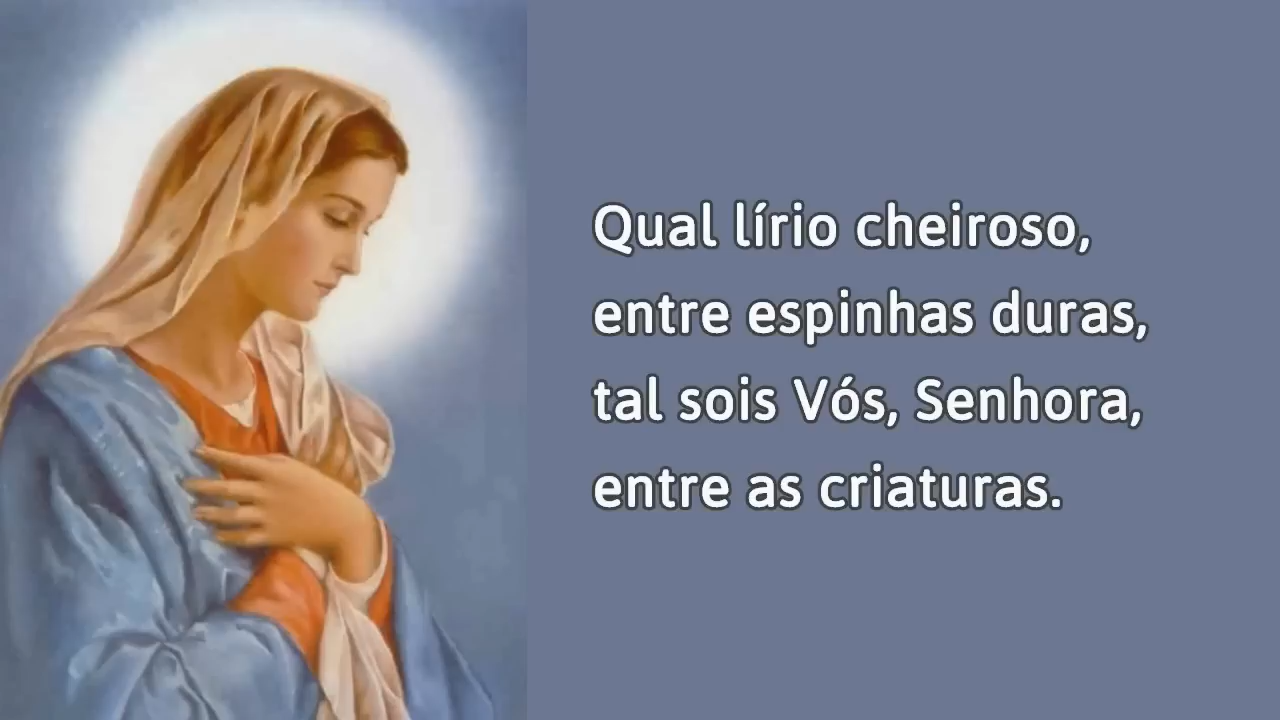 Qual lírio cheiroso,
entre espinhas duras,
tal sois Vós, Senhora,
entre as criaturas.